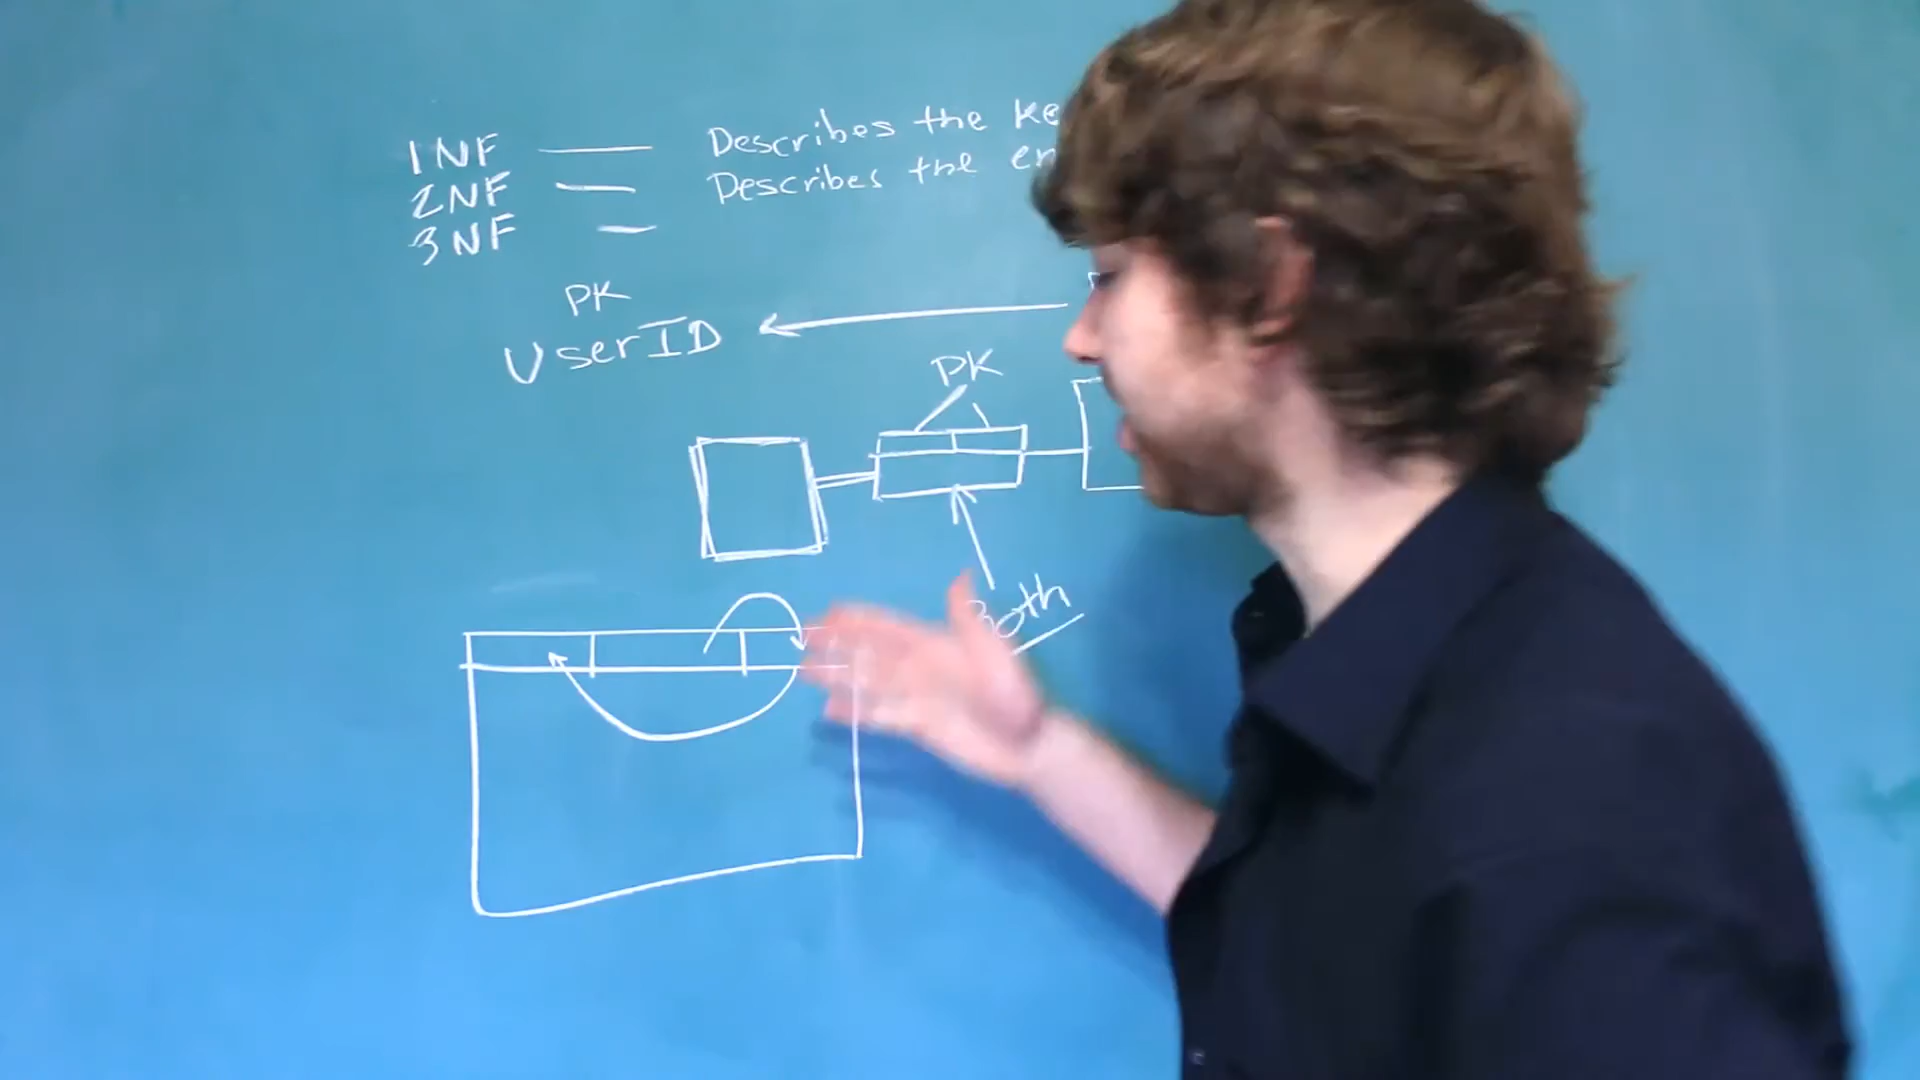 1NF — Describes the
2NF — Describes the
3NF —
PK
UserID
PK
Both